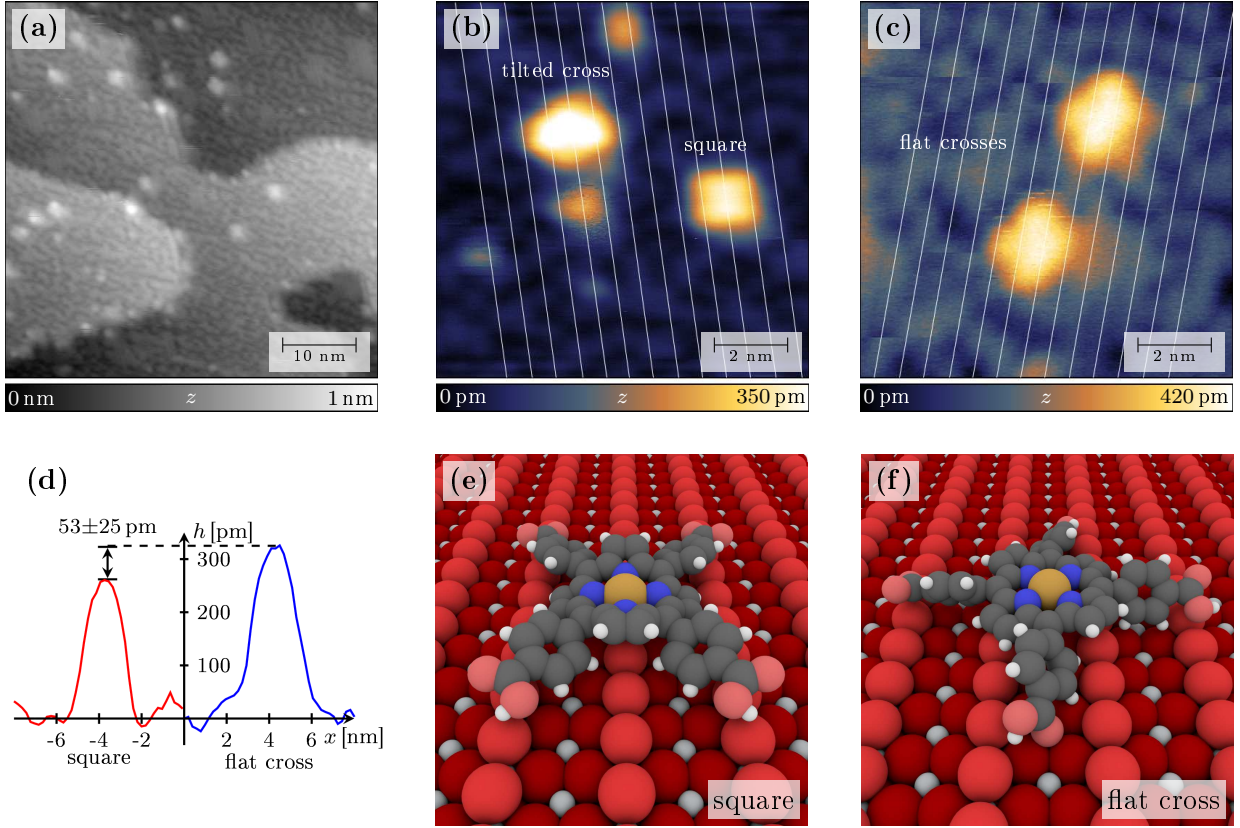 (a)
10 nm
0 nm z 1 nm
(b)
tilted cross
square
2 nm
0 pm z 350 pm
(c)
flat crosses
2 nm
0 pm z 420 pm
(d)
53±25 pm
h [pm]
300
200
100
-6 -4 -2 2 4 6 x [nm]
square flat cross
(e)
square
(f)
flat cross